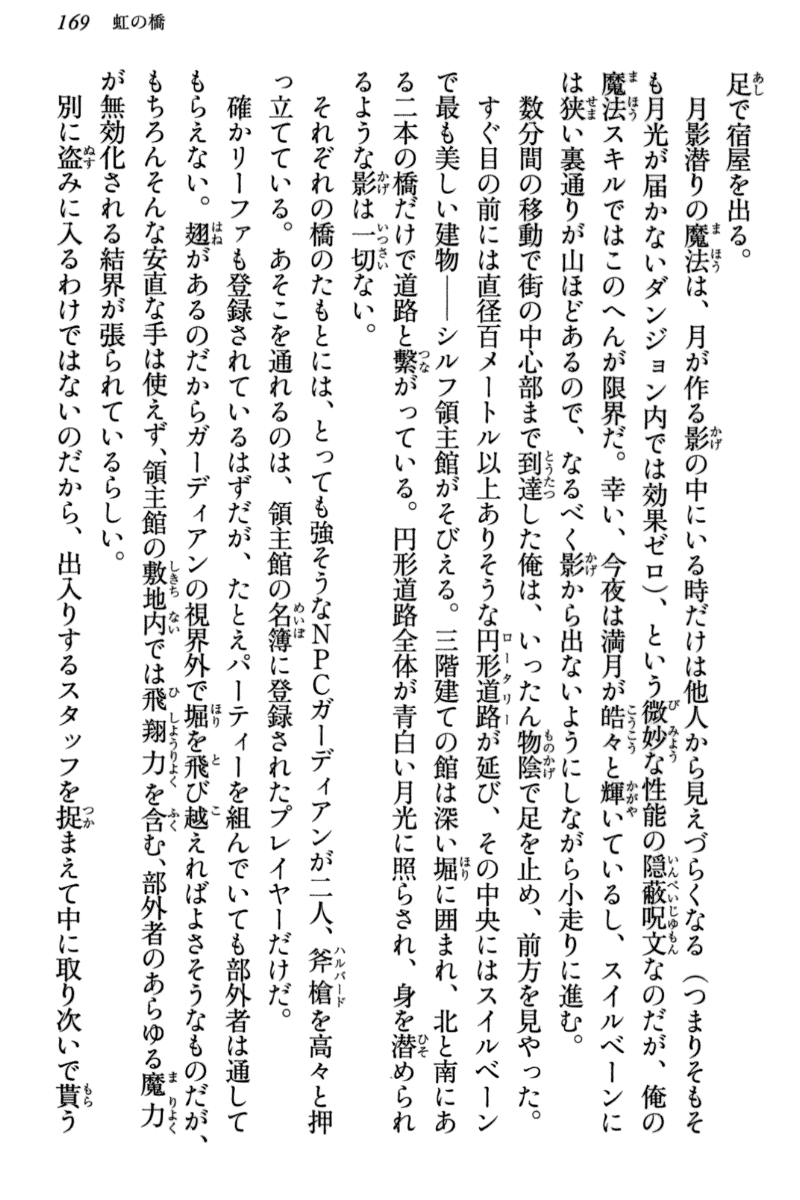 169 虹の橋
足で宿屋を出る。
　月影潜りの魔法は、月が作る影の中にいる時だけは他人から見えづらくなる（つまりそもそ
も月光が届かないダンジョン内では効果ゼロ）、という微妙な性能の隠蔽呪文なのだが、俺の
魔法スキルではこのへんが限界だ。幸い、今夜は満月が皓々と輝いているし、スイルベーンに
は狭い裏通りが山ほどあるので、なるべく影から出ないようにしながら小走りに進む。
　数分間の移動で街の中心部まで到達した俺は、いったん物陰で足を止め、前方を見やった。
　すぐ目の前には直径百メートル以上ありそうな円形道路が延び、その中央にはスイルベーン
で最も美しい建物――シルフ領主館がそびえる。三階建ての館は深い堀に囲まれ、北と南にあ
る二本の橋だけで道路と繋がっている。円形道路全体が青白い月光に照らされ、身を潜められ
るような影は一切ない。
　それぞれの橋のたもとには、とっても強そうなNPCガーディアンが二人、斧槍を高々と押
っ立てている。あそこを通れるのは、領主館の名簿に登録されたプレイヤーだけだ。
　確かリーファも登録されているはずだが、たとえパーティーを組んでいても部外者は通して
もらえない。翅があるのだからガーディアンの視界外で堀を飛び越えればよさそうなものだが、
もちろんそんな安直な手は使えず、領主館の敷地内では飛翔力を含む、部外者のあらゆる魔力
が無効化される結界が張られているらしい。
　別に盗みに入るわけではないのだから、出入りするスタッフを捉まえて中に取り次いで貰う